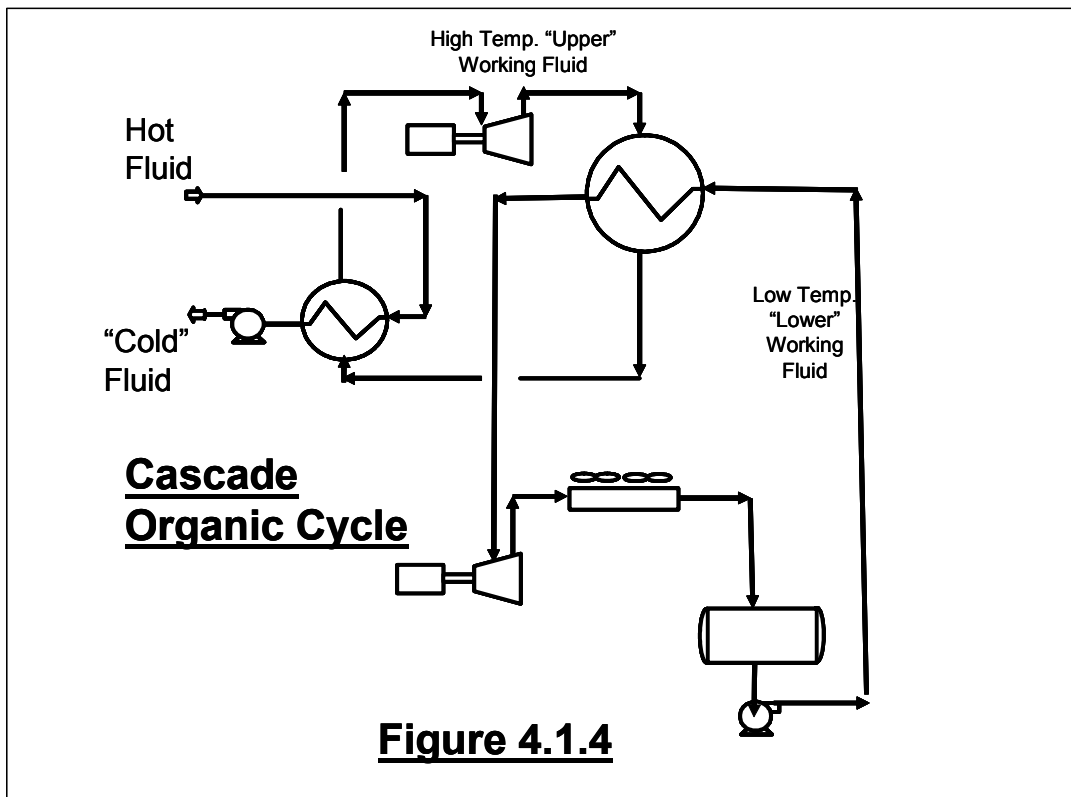 High Temp. “Upper”
Working Fluid
Hot
Fluid
“Cold”
Fluid
Low Temp.
“Lower”
Working
Fluid
Cascade
Organic Cycle
Figure 4.1.4